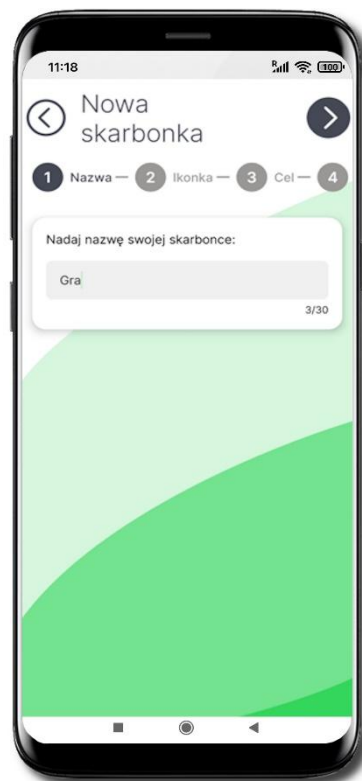 11:18
R 100
Nowa
skarbonka
1 Nazwa — 2 Ikonka — 3 Cel — 4
Nadaj nazwę swojej skarbonce:
Gra
3/30